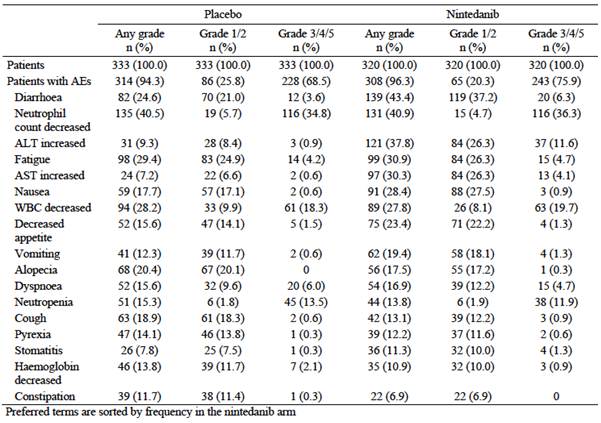 Placebo Nintedanib
Any grade Grade 1/2 Grade 3/4/5 Any grade Grade 1/2 Grade 3/4/5
n (%) n (%) n (%) n (%) n (%) n (%)
Patients 333 (100.0) 333 (100.0) 333 (100.0) 320 (100.0) 320 (100.0) 320 (100.0)
Patients with AEs 314 (94.3) 86 (25.8) 228 (68.5) 308 (96.3) 65 (20.3) 243 (75.9)
Diarrhoea 82 (24.6) 70 (21.0) 12 (3.6) 139 (43.4) 119 (37.2) 20 (6.3)
Neutrophil 135 (40.5) 19 (5.7) 116 (34.8) 131 (40.9) 15 (4.7) 116 (36.3)
count decreased
ALT increased 31 (9.3) 28 (8.4) 3 (0.9) 121 (37.8) 84 (26.3) 37 (11.6)
Fatigue 98 (29.4) 83 (24.9) 14 (4.2) 99 (30.9) 84 (26.3) 15 (4.7)
AST increased 24 (7.2) 22 (6.6) 2 (0.6) 97 (30.3) 84 (26.3) 13 (4.1)
Nausea 59 (17.7) 57 (17.1) 2 (0.6) 91 (28.4) 88 (27.5) 3 (0.9)
WBC decreased 94 (28.2) 33 (9.9) 61 (18.3) 89 (27.8) 26 (8.1) 63 (19.7)
Decreased 52 (15.6) 47 (14.1) 5 (1.5) 75 (23.4) 71 (22.2) 4 (1.3)
appetite
Vomiting 41 (12.3) 39 (11.7) 2 (0.6) 62 (19.4) 58 (18.1) 4 (1.3)
Alopecia 68 (20.4) 67 (20.1) 0 56 (17.5) 55 (17.2) 1 (0.3)
Dyspnoea 52 (15.6) 32 (9.6) 20 (6.0) 54 (16.9) 39 (12.2) 15 (4.7)
Neutropenia 51 (15.3) 6 (1.8) 45 (13.5) 44 (13.8) 6 (1.9) 38 (11.9)
Cough 63 (18.9) 61 (18.3) 2 (0.6) 42 (13.1) 39 (12.2) 3 (0.9)
Pyrexia 47 (14.1) 46 (13.8) 1 (0.3) 39 (12.2) 37 (11.6) 2 (0.6)
Stomatitis 26 (7.8) 25 (7.5) 1 (0.3) 36 (11.3) 32 (10.0) 4 (1.3)
Haemoglobin 46 (13.8) 39 (11.7) 7 (2.1) 35 (10.9) 32 (10.0) 3 (0.9)
decreased
Constipation 39 (11.7) 38 (11.4) 1 (0.3) 22 (6.9) 22 (6.9) 0
Preferred terms are sorted by frequency in the nintedanib arm